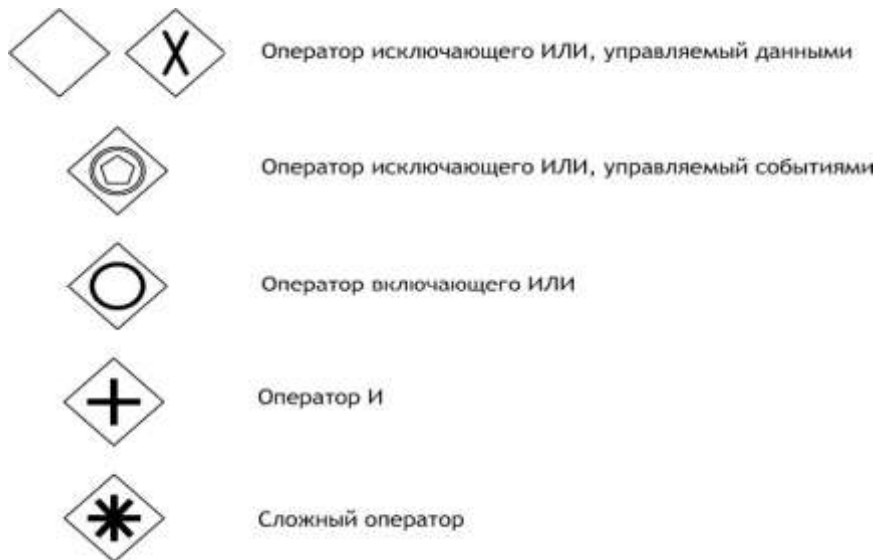 Оператор исключающего ИЛИ, управляемый данными
Оператор исключающего ИЛИ, управляемый событиями
Оператор включающего ИЛИ
Оператор И
Сложный оператор